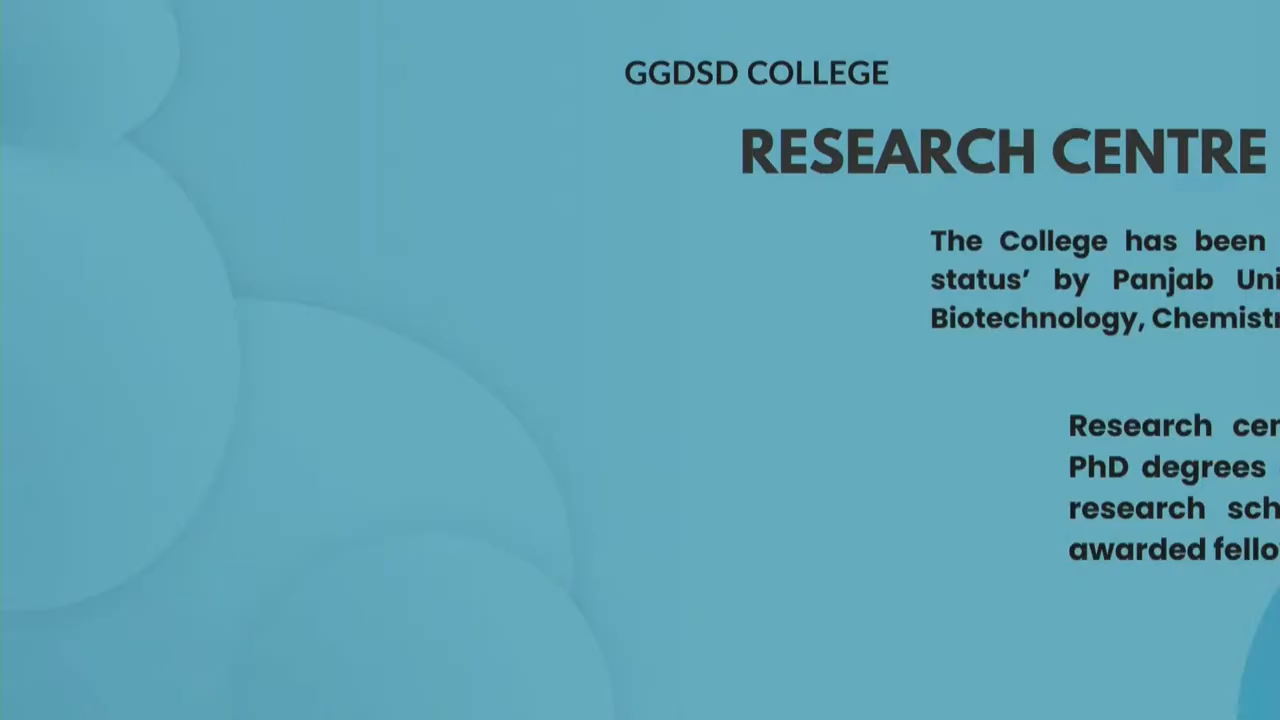 GGDSD COLLEGE
RESEARCH CENTRE
The College has been
status’ by Panjab
Biotechnology,
Research
PhD degrees
research
awarded